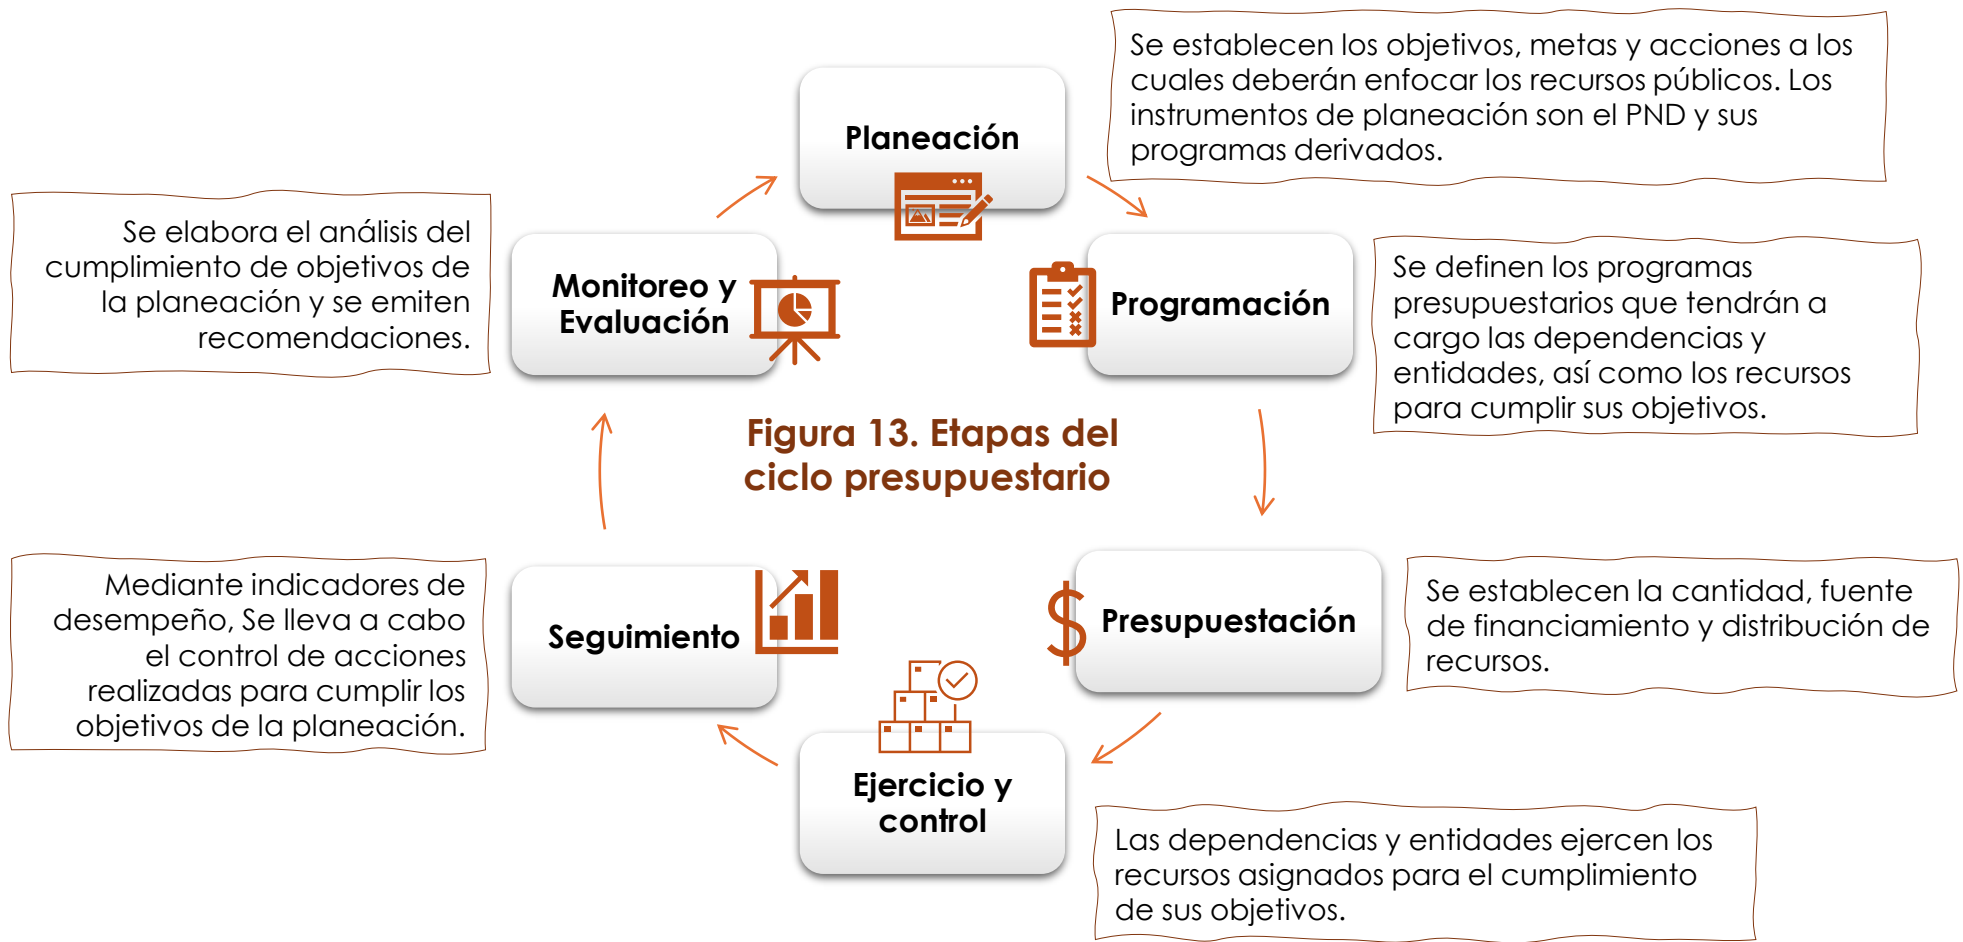 Planeación
Se establecen los objetivos, metas y acciones a los
cuales deberán enfocar los recursos públicos. Los
instrumentos de planeación son el PND y sus
programas derivados.
Programación
Se definen los programas
presupuestarios que tendrán a
cargo las dependencias y
entidades, así como los recursos
para cumplir sus objetivos.
Presupuestación
Se establecen la cantidad, fuente
de financiamiento y distribución de
recursos.
Ejercicio y
control
Las dependencias y entidades ejercen los
recursos asignados para el cumplimiento
de sus objetivos.
Seguimiento
Mediante indicadores de
desempeño, Se lleva a cabo
el control de acciones
realizadas para cumplir los
objetivos de la planeación.
Monitoreo y
Evaluación
Se elabora el análisis del
cumplimiento de objetivos de
la planeación y se emiten
recomendaciones.
Figura 13. Etapas del
ciclo presupuestario